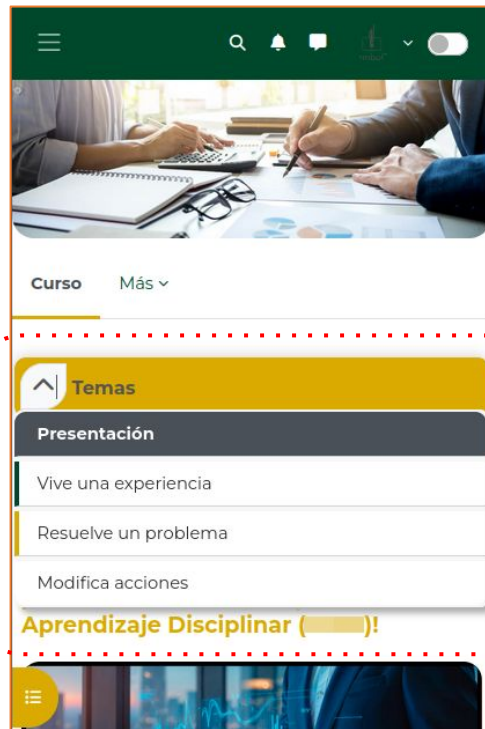 Curso Más
Temas
Presentación
Vive una experiencia
Resuelve un problema
Modifica acciones
Aprendizaje Disciplinar ( )!